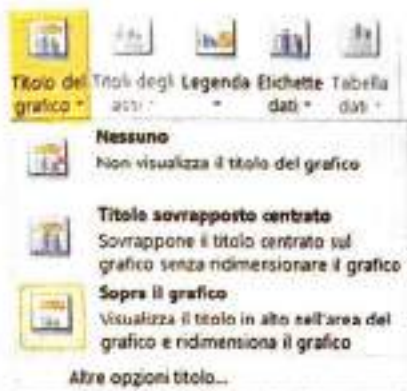 Titolo del Titoli degli Legenda Etichette Tabella
grafico assi dati dati
Nessuno
Non visualizza il titolo del grafico
Titolo sovrapposto centrato
Sovrappone il titolo centrato sul
grafico senza ridimensionare il grafico
Sopra il grafico
Visualizza il titolo in alto nell'area del
grafico e ridimensiona il grafico
Altre opzioni titolo...